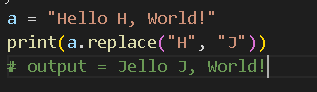 a = "Hello H, World!"
print(a.replace("H", "J"))
# output = Jello J, World!